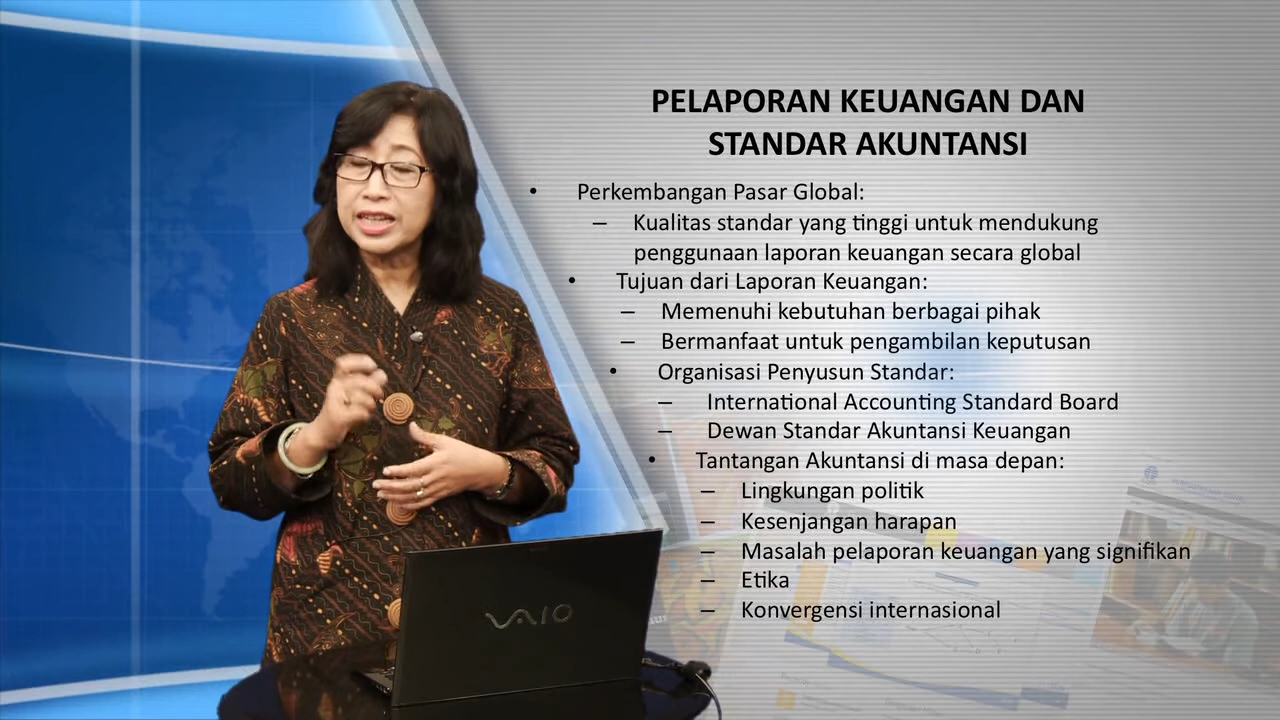 PELAPORAN KEUANGAN DAN
STANDAR AKUNTANSI
• Perkembangan Pasar Global:
– Kualitas standar yang tinggi untuk mendukung
penggunaan laporan keuangan secara global
• Tujuan dari Laporan Keuangan:
– Memenuhi kebutuhan berbagai pihak
– Bermanfaat untuk pengambilan keputusan
• Organisasi Penyusun Standar:
– International Accounting Standard Board
– Dewan Standar Akuntansi Keuangan
• Tantangan Akuntansi di masa depan:
– Lingkungan politik
– Kesenjangan harapan
– Masalah pelaporan keuangan yang signifikan
– Etika
– Konvergensi internasional
VAIO